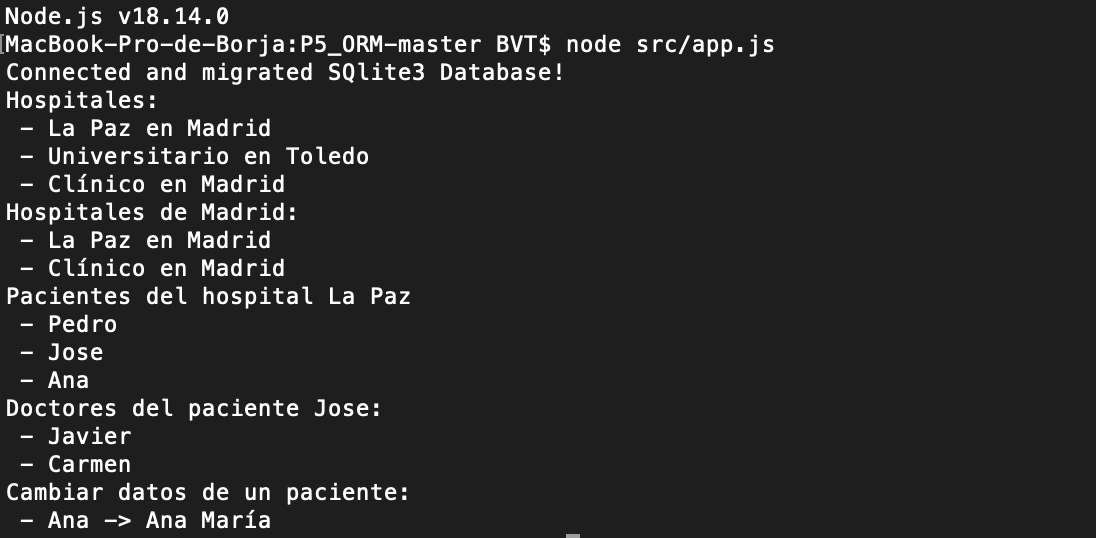 Node.js v18.14.0
[MacBook-Pro-de-Borja:P5_ORM-master BVT$ node src/app.js
Connected and migrated SQlite3 Database!
Hospitales:
 - La Paz en Madrid
 - Universitario en Toledo
 - Clínico en Madrid
Hospitales de Madrid:
 - La Paz en Madrid
 - Clínico en Madrid
Pacientes del hospital La Paz
 - Pedro
 - Jose
 - Ana
Doctores del paciente Jose:
 - Javier
 - Carmen
Cambiar datos de un paciente:
 - Ana -> Ana María